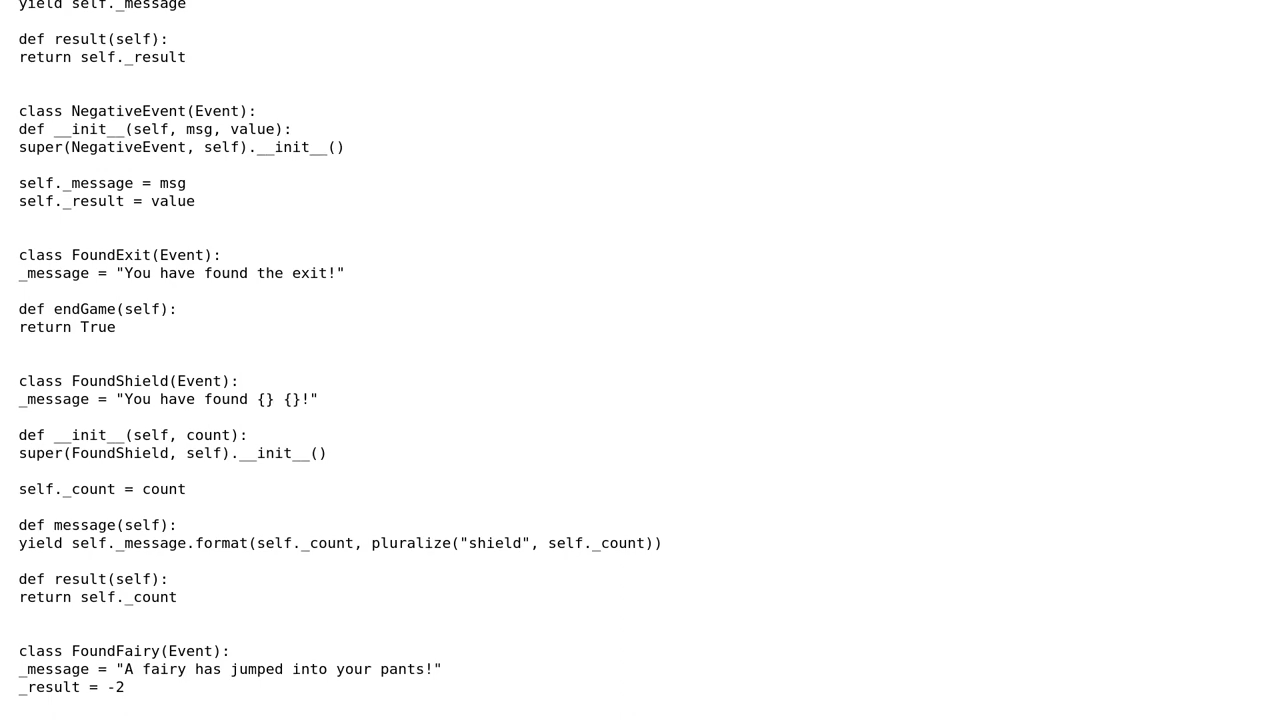 yield self._message
def result(self):
return self._result
class NegativeEvent(Event):
def __init__(self, msg, value):
super(NegativeEvent, self).__init__()
self._message = msg
self._result = value
class FoundExit(Event):
_message = "You have found the exit!"
def endGame(self):
return True
class FoundShield(Event):
_message = "You have found {} {}!"
def __init__(self, count):
super(FoundShield, self).__init__()
self._count = count
def message(self):
yield self._message.format(self._count, pluralize("shield", self._count))
def result(self):
return self._count
class FoundFairy(Event):
_message = "A fairy has jumped into your pants!"
_result = -2